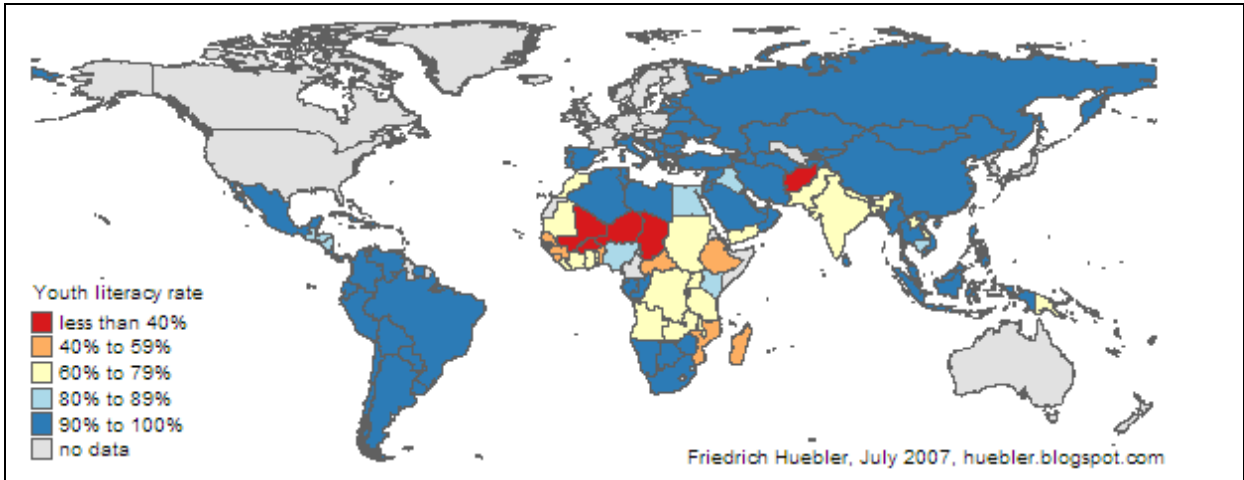 Youth literacy rate
less than 40%
40% to 59%
60% to 79%
80% to 89%
90% to 100%
no data
Friedrich Huebler, July 2007, huebler.blogspot.com